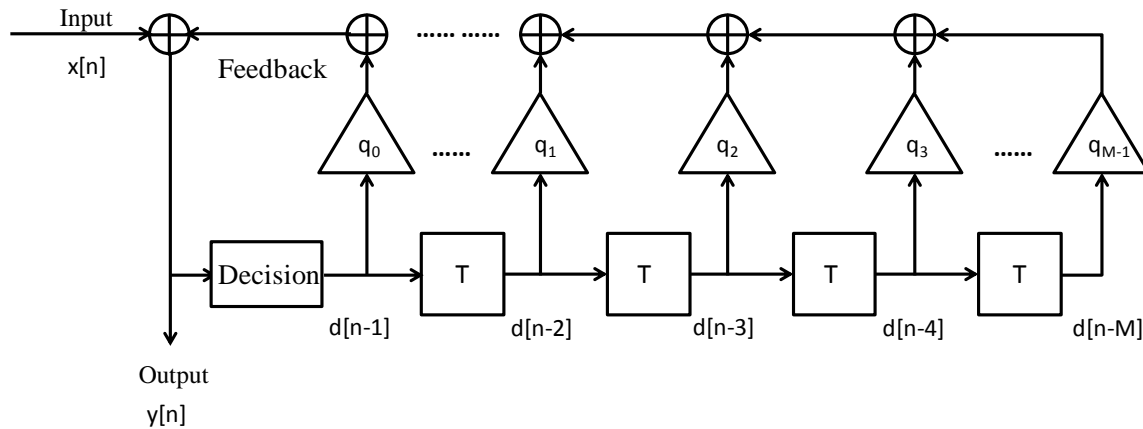 Input
x[n]
Feedback
...... ......
q0
......
q1
q2
q3
......
qM-1
Decision
T
T
T
T
d[n-1]
d[n-2]
d[n-3]
d[n-4]
d[n-M]
Output
y[n]